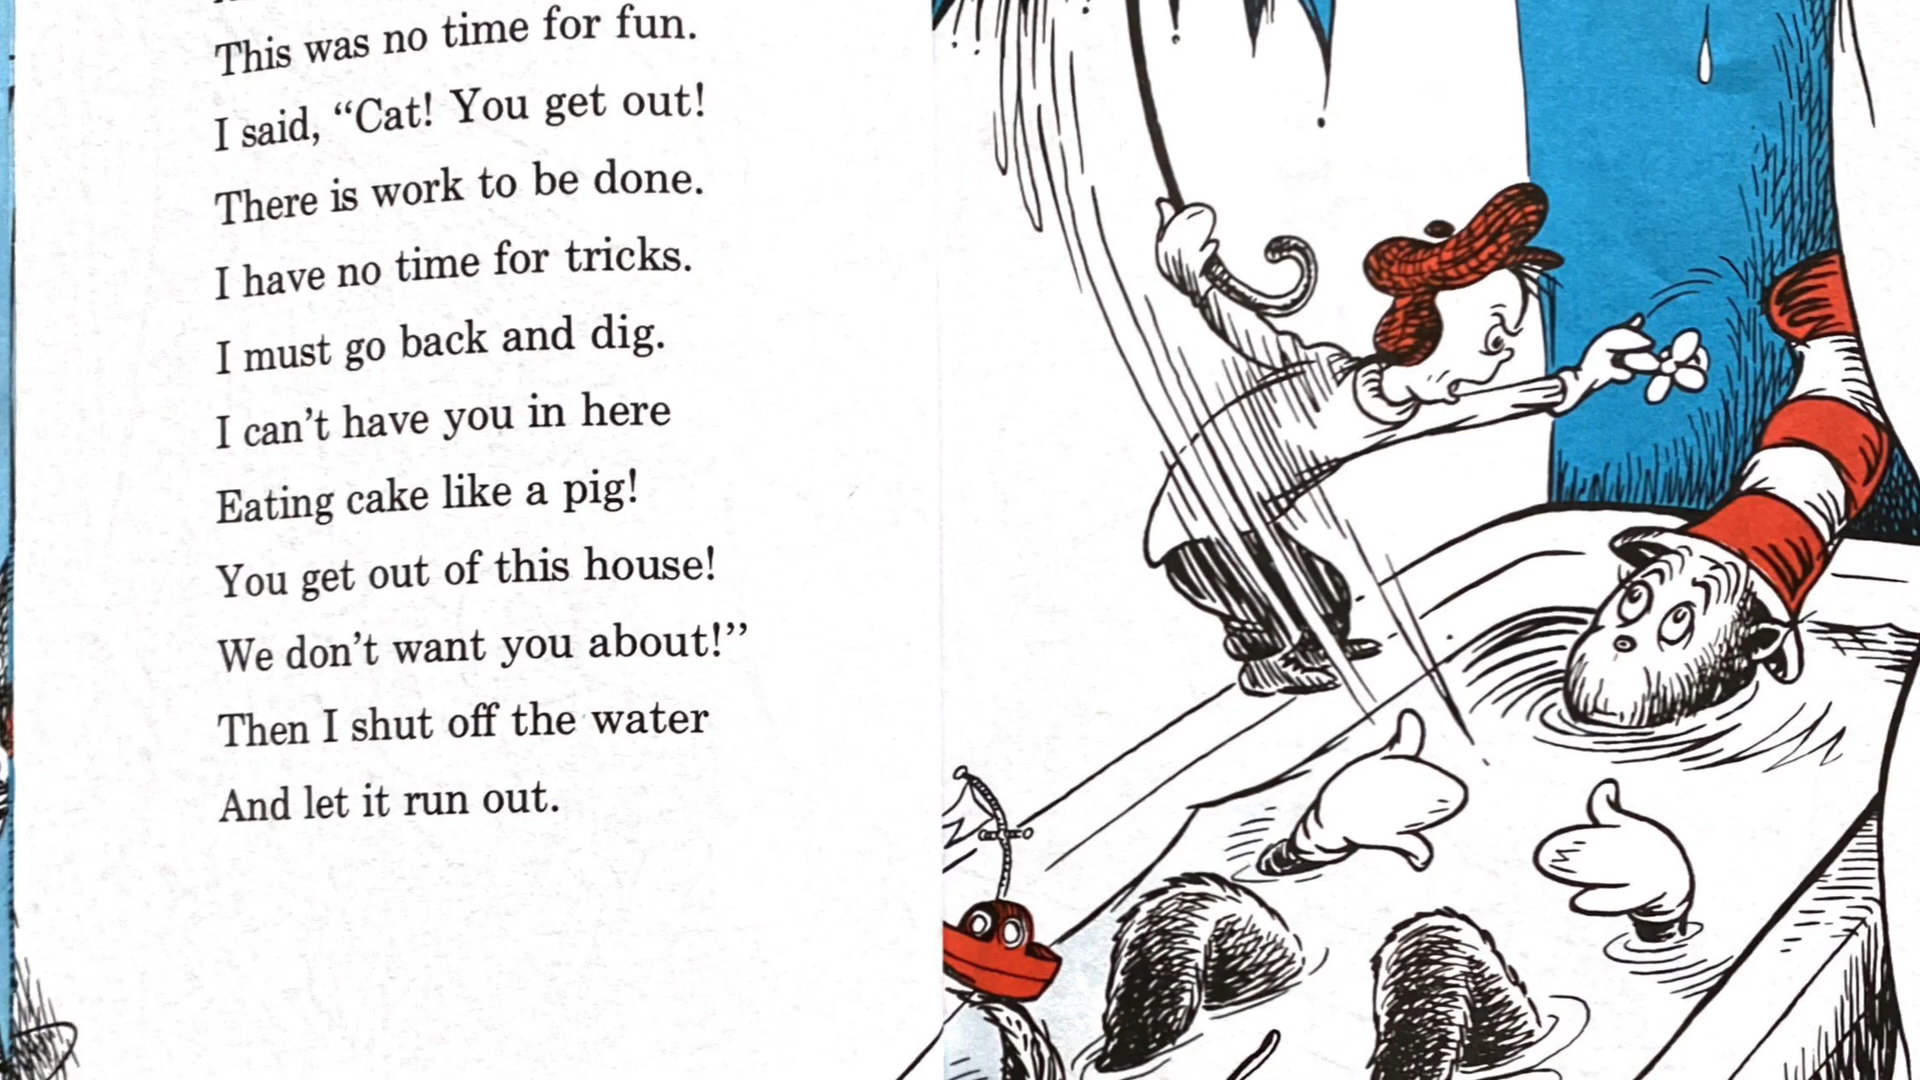 This was no time for fun.
I said, “Cat! You get out!
There is work to be done.
I have no time for tricks.
I must go back and dig.
I can’t have you in here
Eating cake like a pig!
You get out of this house!
We don’t want you about!”
Then I shut off the water
And let it run out.